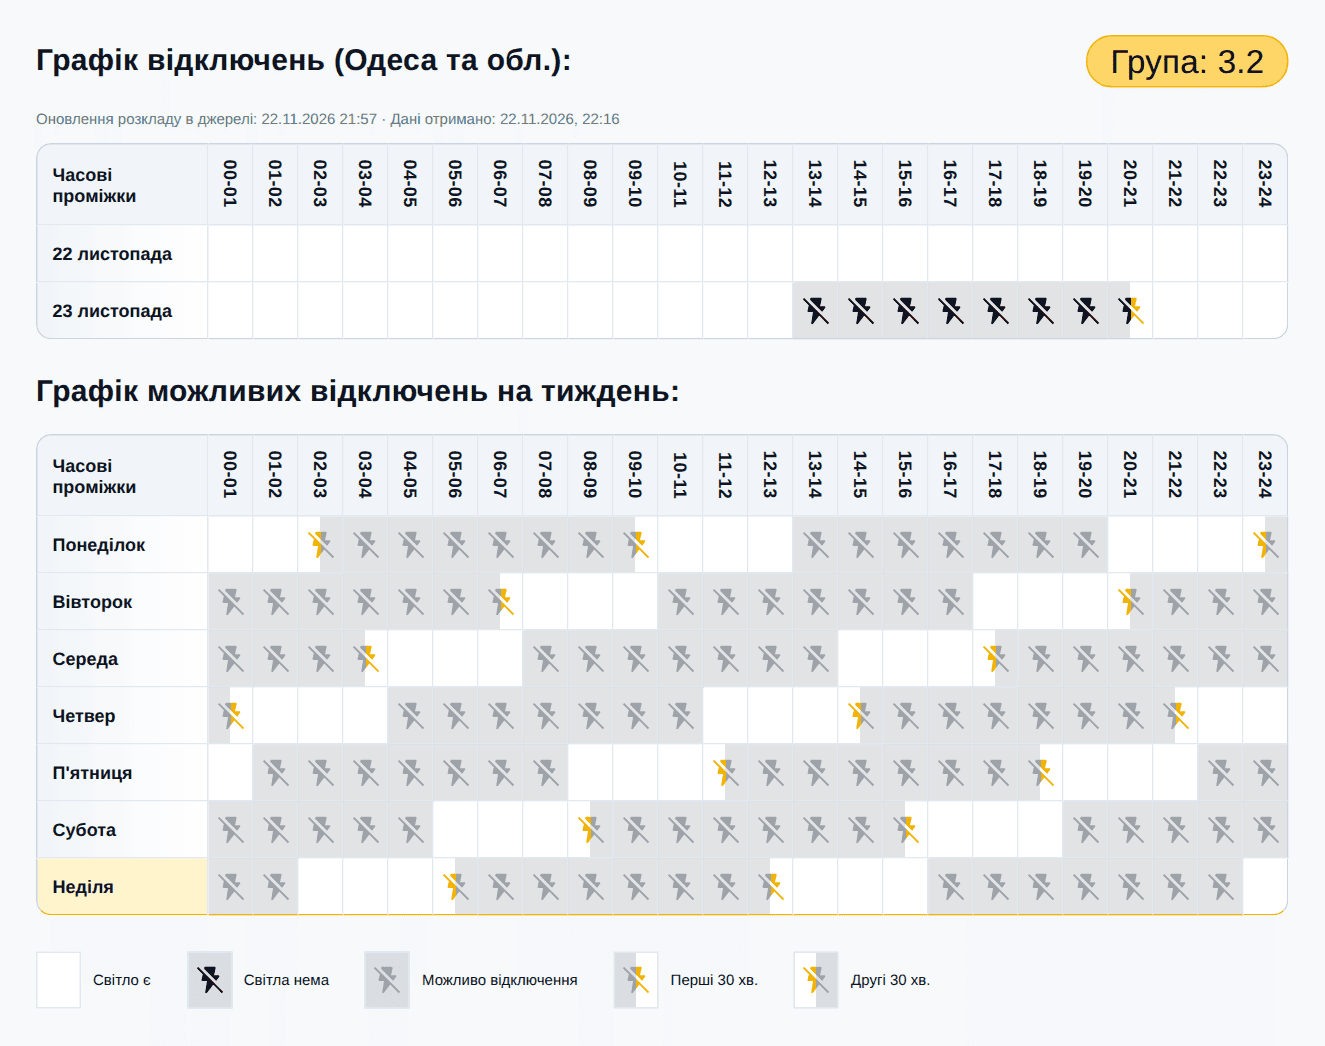 Графік відключень (Одеса та обл.):
Група: 3.2
Оновлення розкладу в джерелі: 22.11.2026 21:57 · Дані отримано: 22.11.2026, 22:16
Часові
проміжки
00-01 01-02 02-03 03-04 04-05 05-06 06-07 07-08 08-09 09-10 10-11 11-12 12-13 13-14 14-15 15-16 16-17 17-18 18-19 19-20 20-21 21-22 22-23 23-24
22 листопада
23 листопада
Графік можливих відключень на тиждень:
Часові
проміжки
00-01 01-02 02-03 03-04 04-05 05-06 06-07 07-08 08-09 09-10 10-11 11-12 12-13 13-14 14-15 15-16 16-17 17-18 18-19 19-20 20-21 21-22 22-23 23-24
Понеділок
Вівторок
Середа
Четвер
П'ятниця
Субота
Неділя
Світло є
Світла нема
Можливо відключення
Перші 30 хв.
Другі 30 хв.